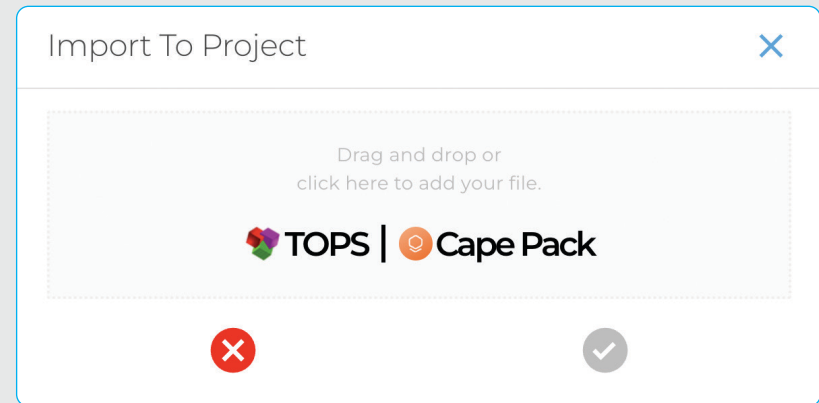 Import To Project
Drag and drop or
click here to add your file.
TOPS | Cape Pack